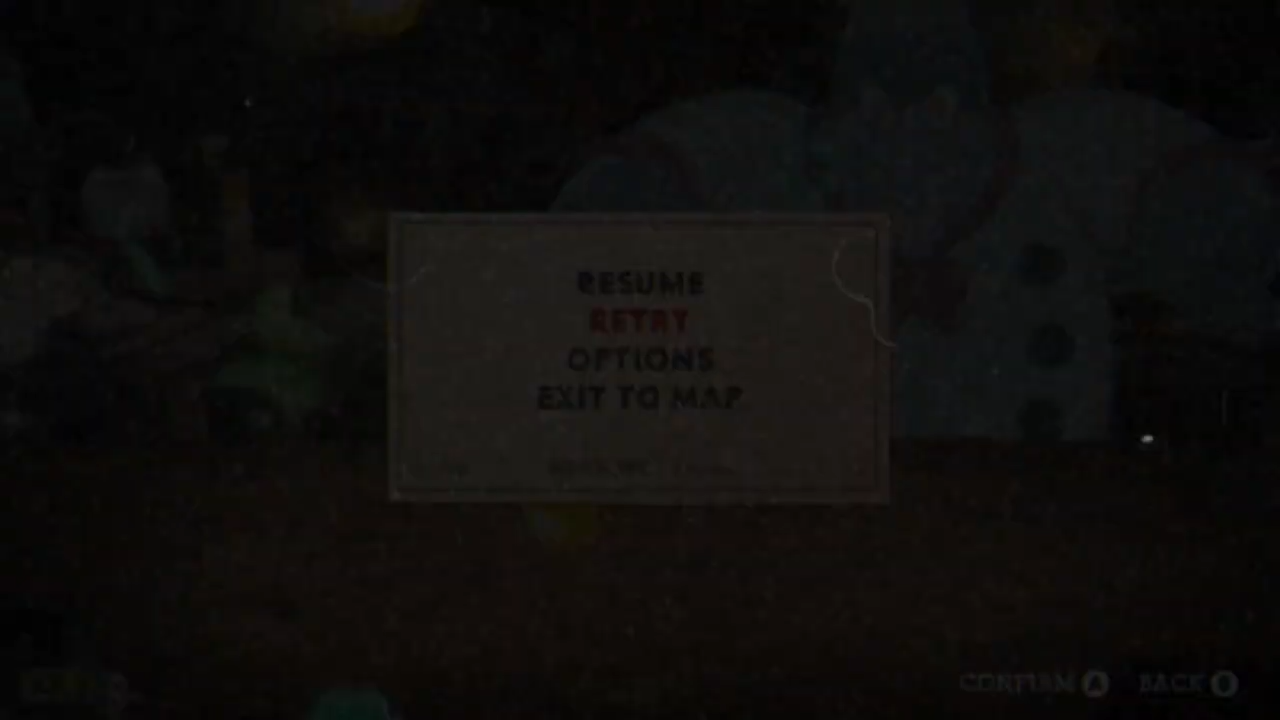 RESUME
RETRY
OPTIONS
EXIT TO MAP
CONFIRM A BACK